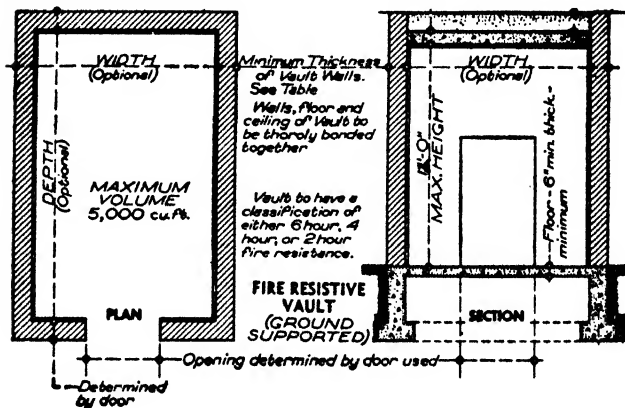 WIDTH
(Optional)
DEPTH
(Optional)
MAXIMUM
VOLUME
5,000 cu.ft.
PLAN
Determined
by door
Minimum Thickness
of Vault Walls.
See Table
Walls, floor and
ceiling of Vault to
be thoroly bonded
together
Vault to have a
classification of
either 6 hour, 4
hour, or 2 hour
fire resistance.
FIRE RESISTIVE
VAULT
(GROUND
SUPPORTED)
Opening determined by door used
WIDTH
(Optional)
MAX. HEIGHT
Floor-6" min. thick-
minimum
SECTION